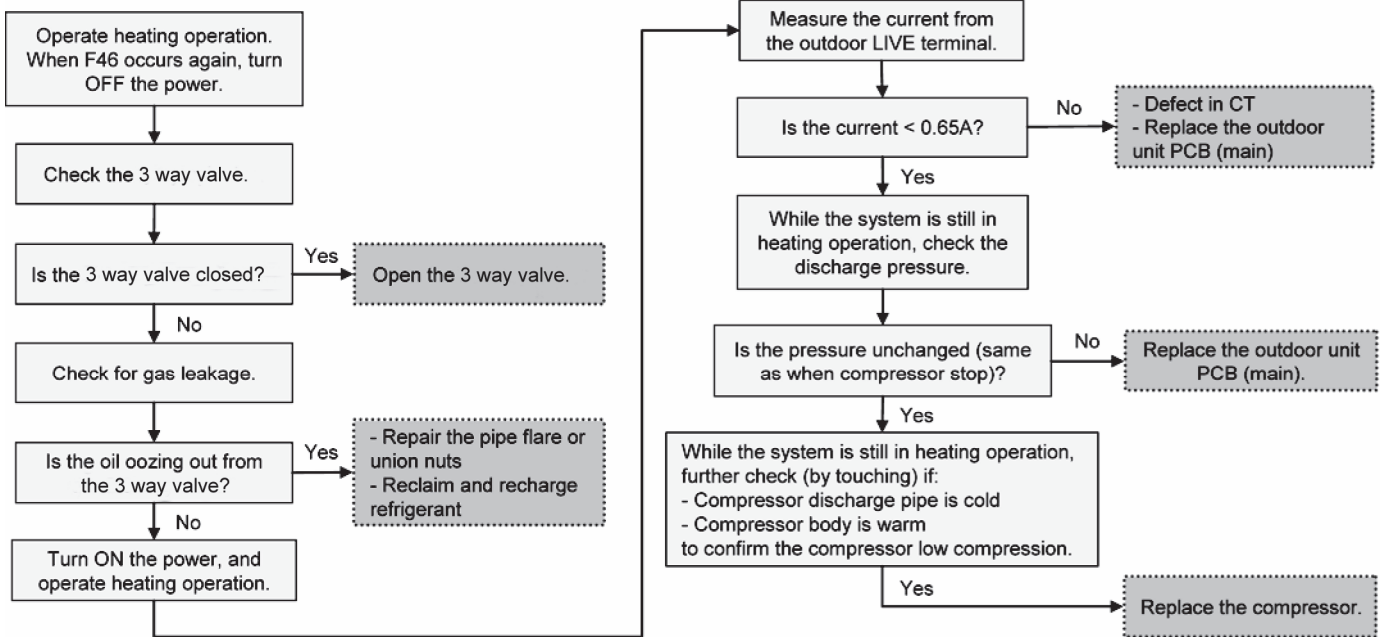 Operate heating operation.
When F46 occurs again, turn
OFF the power.
Check the 3 way valve.
Is the 3 way valve closed?
Yes
Open the 3 way valve.
No
Check for gas leakage.
Is the oil oozing out from
the 3 way valve?
Yes
- Repair the pipe flare or
union nuts
- Reclaim and recharge
refrigerant
No
Turn ON the power, and
operate heating operation.
Measure the current from
the outdoor LIVE terminal.
Is the current < 0.65A?
No
- Defect in CT
- Replace the outdoor
unit PCB (main)
Yes
While the system is still in
heating operation, check the
discharge pressure.
Is the pressure unchanged (same
as when compressor stop)?
No
Replace the outdoor unit
PCB (main).
Yes
While the system is still in heating operation,
further check (by touching) if:
- Compressor discharge pipe is cold
- Compressor body is warm
to confirm the compressor low compression.
Yes
Replace the compressor.